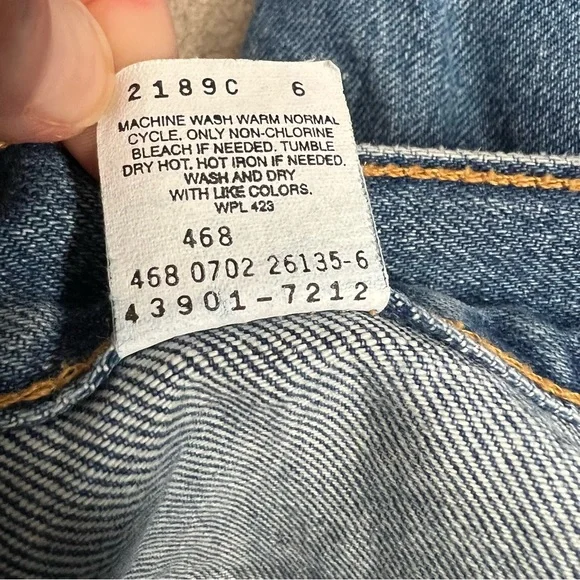 2189C 6
MACHINE WASH WARM NORMAL
CYCLE. ONLY NON-CHLORINE
BLEACH IF NEEDED. TUMBLE
DRY HOT. HOT IRON IF NEEDED.
WASH AND DRY
WITH LIKE COLORS.
WPL 423
468
468 0702 26135-6
43901-7212